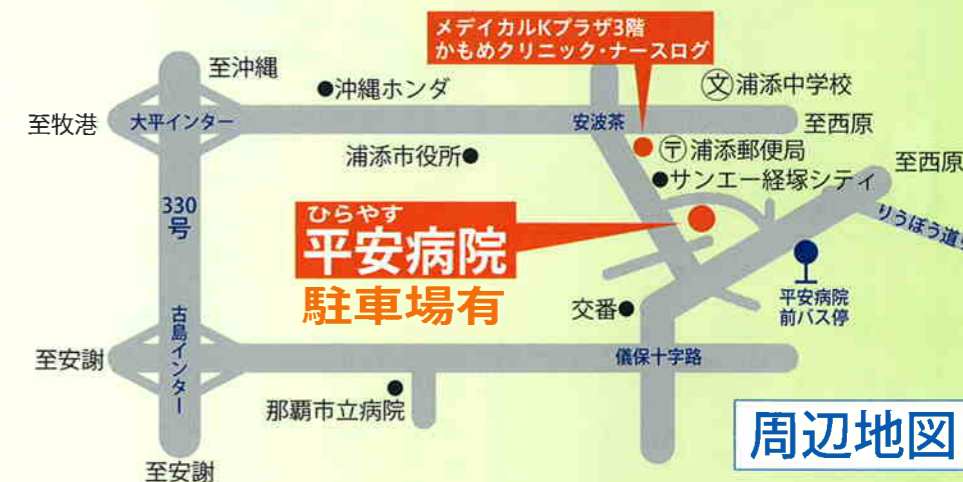 メディカルKプラザ3階
かもめクリニック・ナースログ
至沖縄
●沖縄ホンダ
文浦添中学校
至牧港
大平インター
安波茶
至西原
浦添市役所●
〒浦添郵便局
至西原
●サンエー経塚シティ
330号
ひらやす
平安病院
駐車場有
りうぼう通り
交番●
平安病院
前バス停
古島インター
至安謝
儀保十字路
那覇市立病院
至安謝
周辺地図